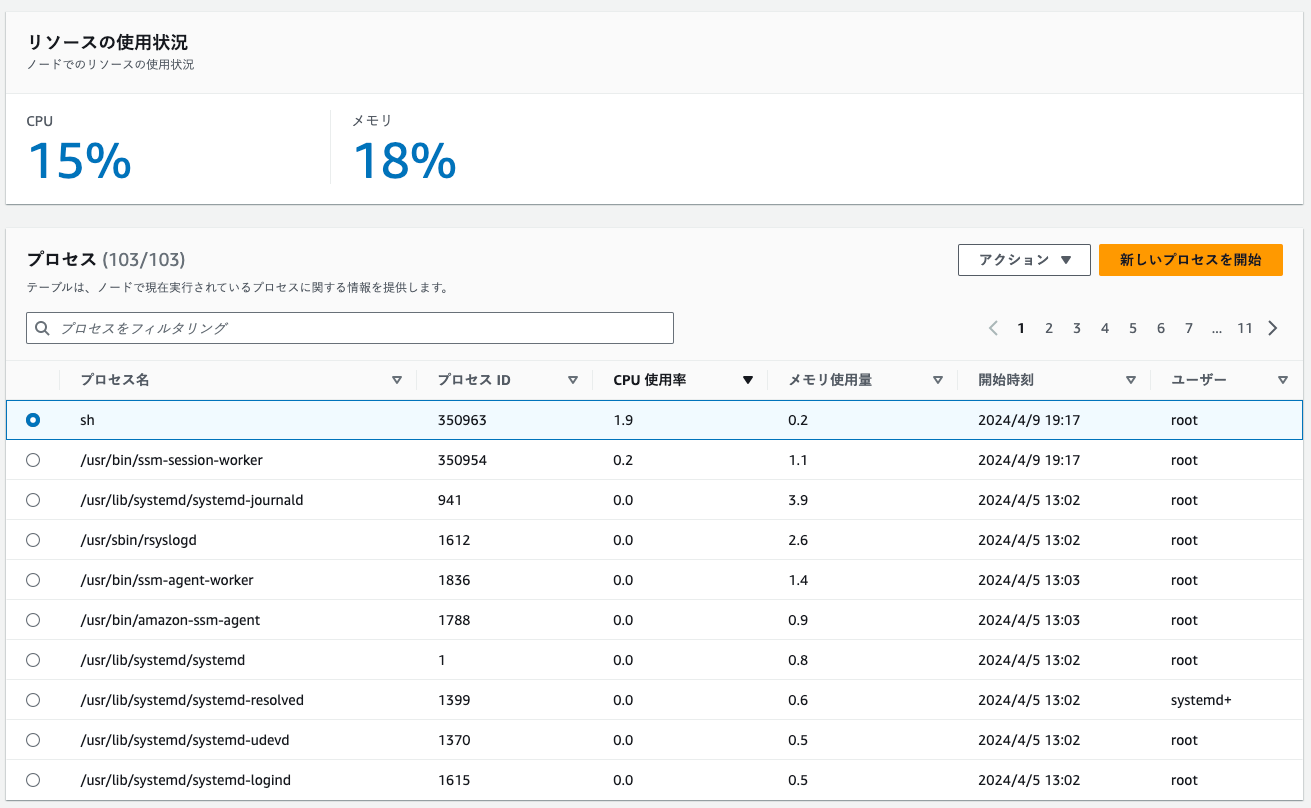 リソースの使用状況
ノードでのリソースの使用状況
CPU メモリ
15% 18%
プロセス (103/103) アクション 新しいプロセスを開始
テーブルは、ノードで現在実行されているプロセスに関する情報を提供します。
プロセスをフィルタリング 1 2 3 4 5 6 7 ... 11
プロセス名 プロセス ID CPU 使用率 メモリ使用量 開始時刻 ユーザー
sh 350963 1.9 0.2 2024/4/9 19:17 root
/usr/bin/ssm-session-worker 350954 0.2 1.1 2024/4/9 19:17 root
/usr/lib/systemd/systemd-journald 941 0.0 3.9 2024/4/5 13:02 root
/usr/sbin/rsyslogd 1612 0.0 2.6 2024/4/5 13:02 root
/usr/bin/ssm-agent-worker 1836 0.0 1.4 2024/4/5 13:03 root
/usr/bin/amazon-ssm-agent 1788 0.0 0.9 2024/4/5 13:03 root
/usr/lib/systemd/systemd 1 0.0 0.8 2024/4/5 13:02 root
/usr/lib/systemd/systemd-resolved 1399 0.0 0.6 2024/4/5 13:02 systemd+
/usr/lib/systemd/systemd-udevd 1370 0.0 0.5 2024/4/5 13:02 root
/usr/lib/systemd/systemd-logind 1615 0.0 0.5 2024/4/5 13:02 root